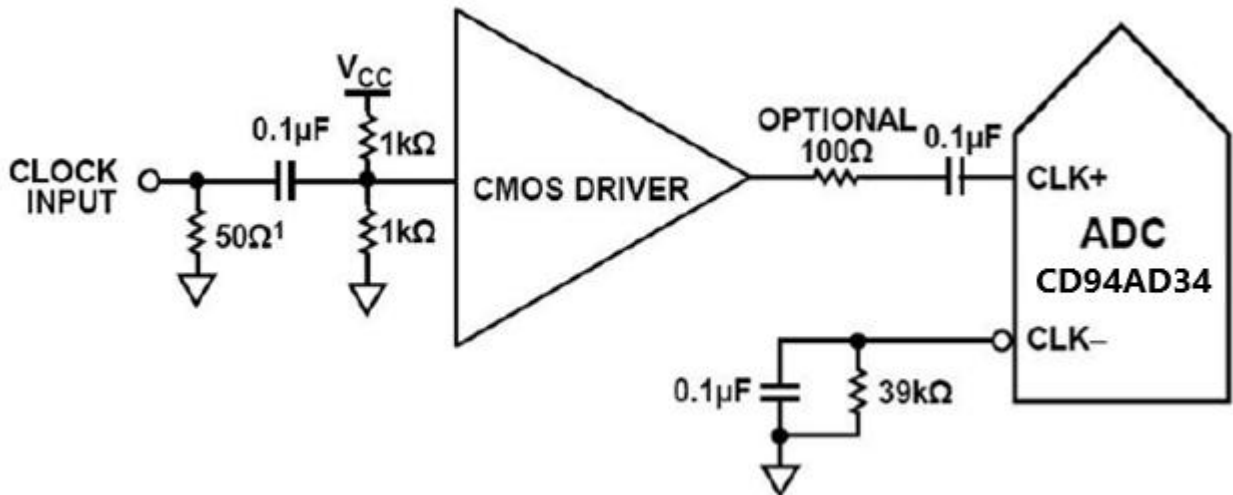 V_CC
0.1µF
1kΩ
CLOCK
INPUT
50Ω¹
1kΩ
CMOS DRIVER
OPTIONAL
100Ω
0.1µF
CLK+
ADC
CD94AD34
CLK–
0.1µF
39kΩ